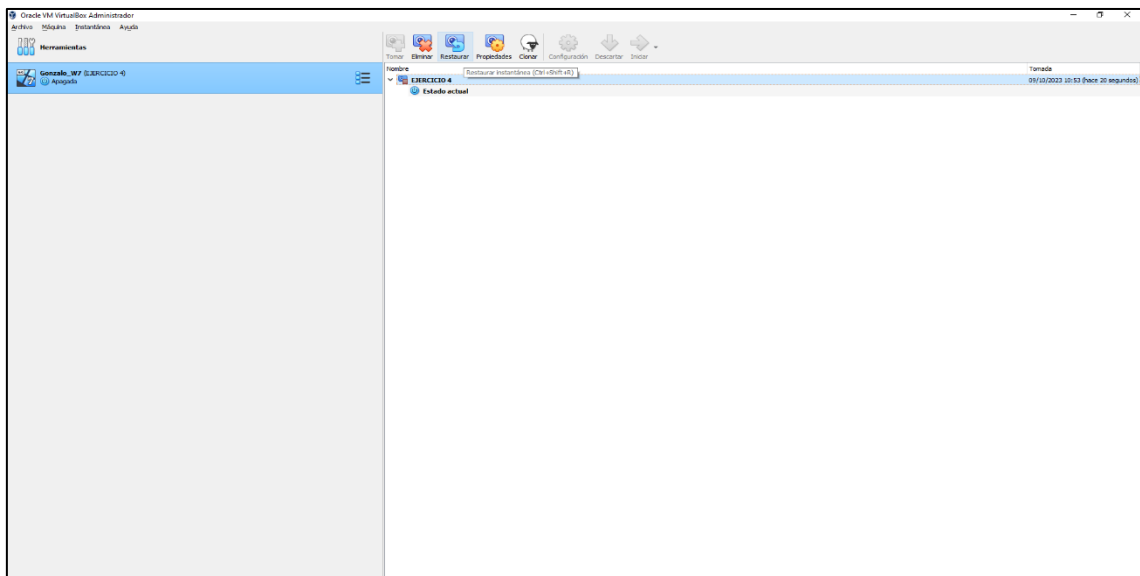 Oracle VM VirtualBox Administrador
Archivo Máquina Instantánea Ayuda
Herramientas
Tomar Eliminar Restaurar Propiedades Clonar Configuración Descartar Iniciar
Gonzalo_W7 (EJERCICIO 4)
Apagada
Nombre Tomada
Restaurar instantánea (Ctrl+Shift+R)
EJERCICIO 4 09/10/2023 10:53 (hace 20 segundos)
Estado actual